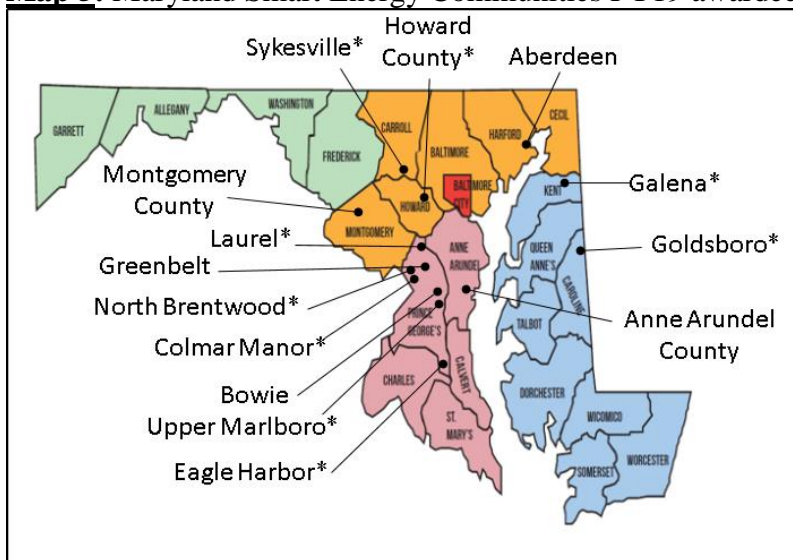 Maryland Smart Energy Communities FY19 awardee
Sykesville*
Howard
County*
Aberdeen
GARRETT
ALLEGANY
WASHINGTON
FREDERICK
CARROLL
BALTIMORE
HARFORD
CECIL
BALTIMORE
CITY
Montgomery
County
MONTGOMERY
HOWARD
KENT
Galena*
Laurel*
ANNE
ARUNDEL
QUEEN
ANNE'S
Goldsboro*
Greenbelt
CAROLINE
North Brentwood*
PRINCE
GEORGE'S
TALBOT
Anne Arundel
County
Colmar Manor*
CALVERT
Bowie
CHARLES
DORCHESTER
Upper Marlboro*
ST.
MARY'S
WICOMICO
Eagle Harbor*
SOMERSET
WORCESTER